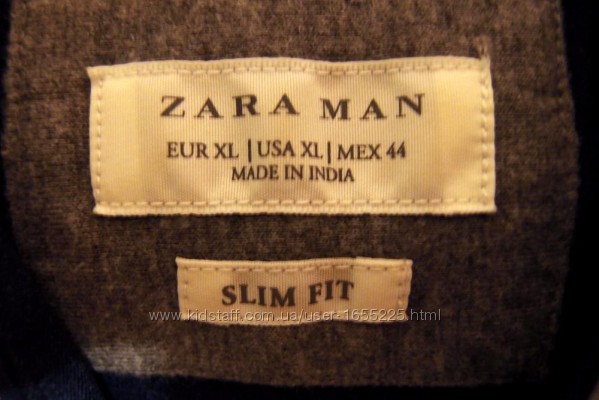 ZARA MAN
EUR XL | USA XL | MEX 44
MADE IN INDIA
SLIM FIT
www.kidstaff.com.ua/user-1655225.html